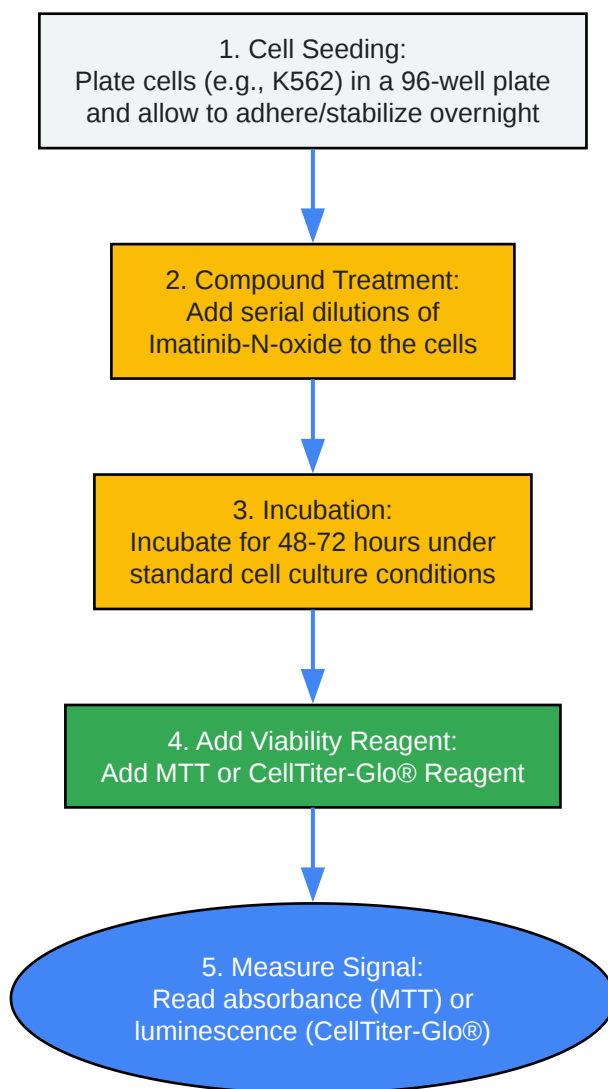 1. Cell Seeding:
Plate cells (e.g., K562) in a 96-well plate
and allow to adhere/stabilize overnight
2. Compound Treatment:
Add serial dilutions of
Imatinib-N-oxide to the cells
3. Incubation:
Incubate for 48-72 hours under
standard cell culture conditions
4. Add Viability Reagent:
Add MTT or CellTiter-Glo® Reagent
5. Measure Signal:
Read absorbance (MTT) or
luminescence (CellTiter-Glo®)